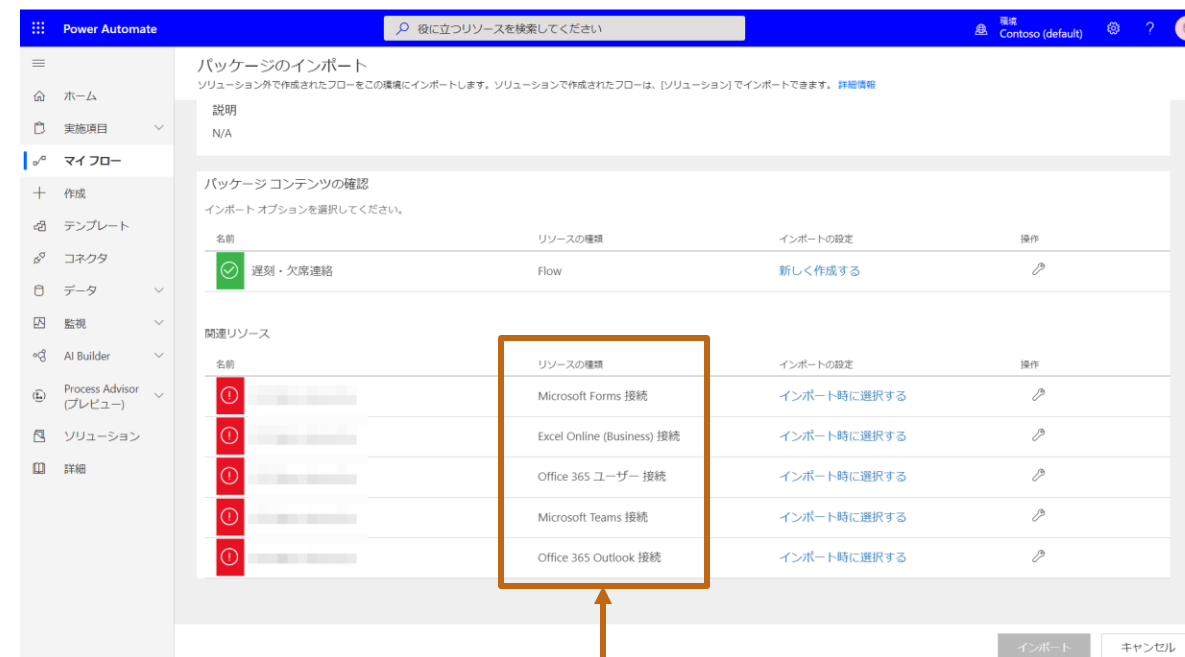 Power Automate
役に立つリソースを検索してください
環境
Contoso (default)
?
パッケージのインポート
ソリューション外で作成されたフローをこの環境にインポートします。ソリューションで作成されたフローは、[ソリューション] でインポートできます。 詳細情報
ホーム
実施項目
マイ フロー
作成
テンプレート
コネクタ
データ
監視
AI Builder
Process Advisor
(プレビュー)
ソリューション
詳細
説明
N/A
パッケージ コンテンツの確認
インポート オプションを選択してください。
名前 リソースの種類 インポートの設定 操作
遅刻・欠席連絡 Flow 新しく作成する
関連リソース
名前 リソースの種類 インポートの設定 操作
Microsoft Forms 接続 インポート時に選択する
Excel Online (Business) 接続 インポート時に選択する
Office 365 ユーザー 接続 インポート時に選択する
Microsoft Teams 接続 インポート時に選択する
Office 365 Outlook 接続 インポート時に選択する
インポート キャンセル